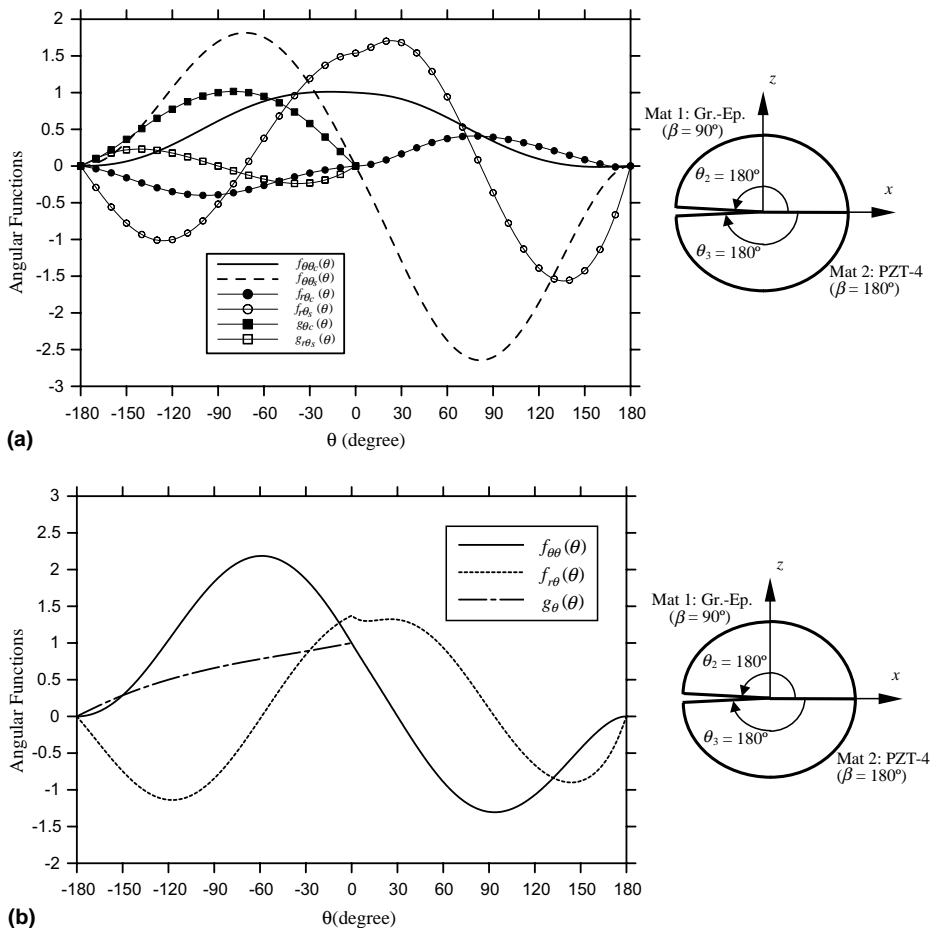 2
1.5
1
0.5
0
-0.5
-1
-1.5
-2
-2.5
-3
Angular Functions
fθθc(θ)
fθθs(θ)
frθc(θ)
frθs(θ)
gθc(θ)
grθs(θ)
-180 -150 -120 -90 -60 -30 0 30 60 90 120 150 180
θ (degree)
(a)
z
Mat 1: Gr.-Ep.
(β = 90º)
θ2 = 180º
x
θ3 = 180º
Mat 2: PZT-4
(β = 180º)
3
2.5
2
1.5
1
0.5
0
-0.5
-1
-1.5
-2
Angular Functions
fθθ(θ)
frθ(θ)
gθ(θ)
-180 -150 -120 -90 -60 -30 0 30 60 90 120 150 180
θ(degree)
(b)
z
Mat 1: Gr.-Ep.
(β = 90º)
θ2 = 180º
x
θ3 = 180º
Mat 2: PZT-4
(β = 180º)